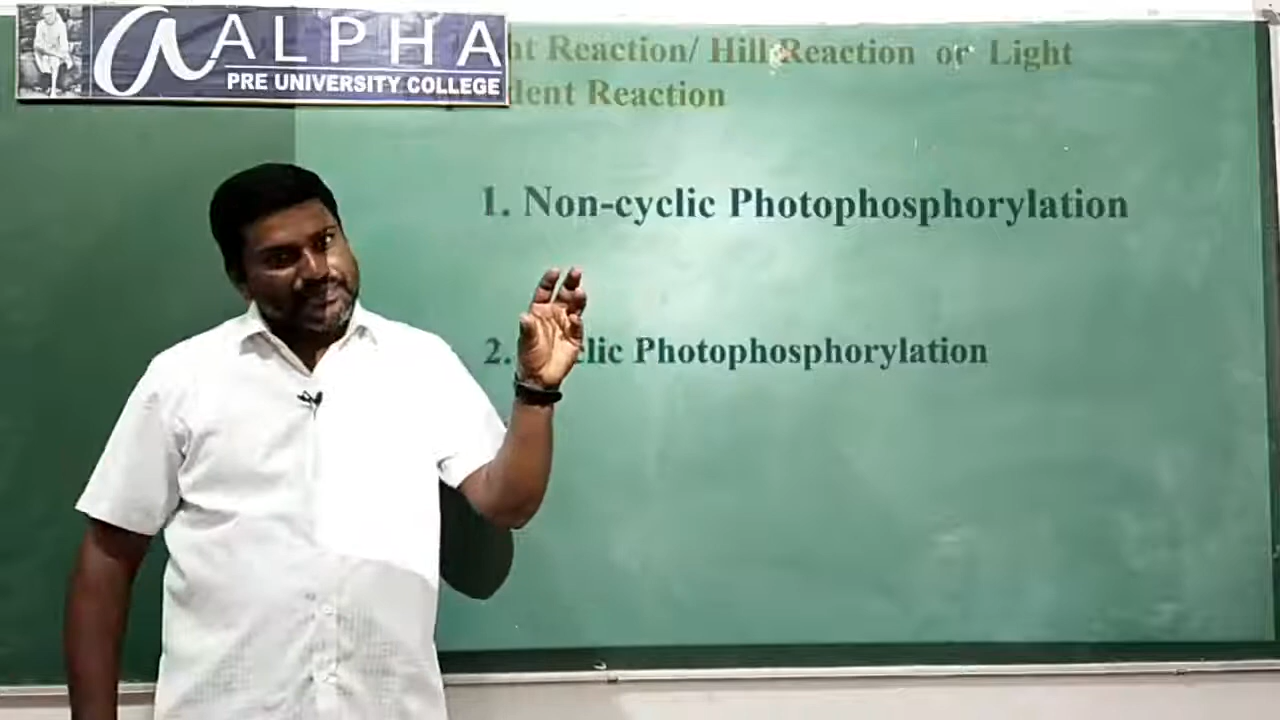 ALPHA
PRE UNIVERSITY COLLEGE
Reaction/ Hill Reaction or Light
Reaction
1. Non-cyclic Photophosphorylation
2. Photophosphorylation